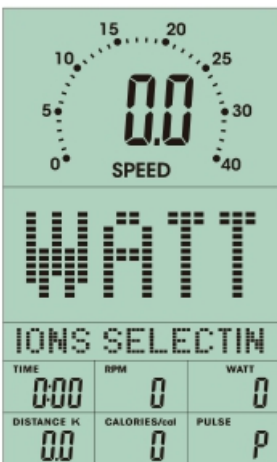 15 20
10 25
5 0.0 30
0 SPEED 40
WATT
IONS SELECTIN
TIME RPM WATT
0:00 0 0
DISTANCE K CALORIES/cal PULSE
0.0 0 P